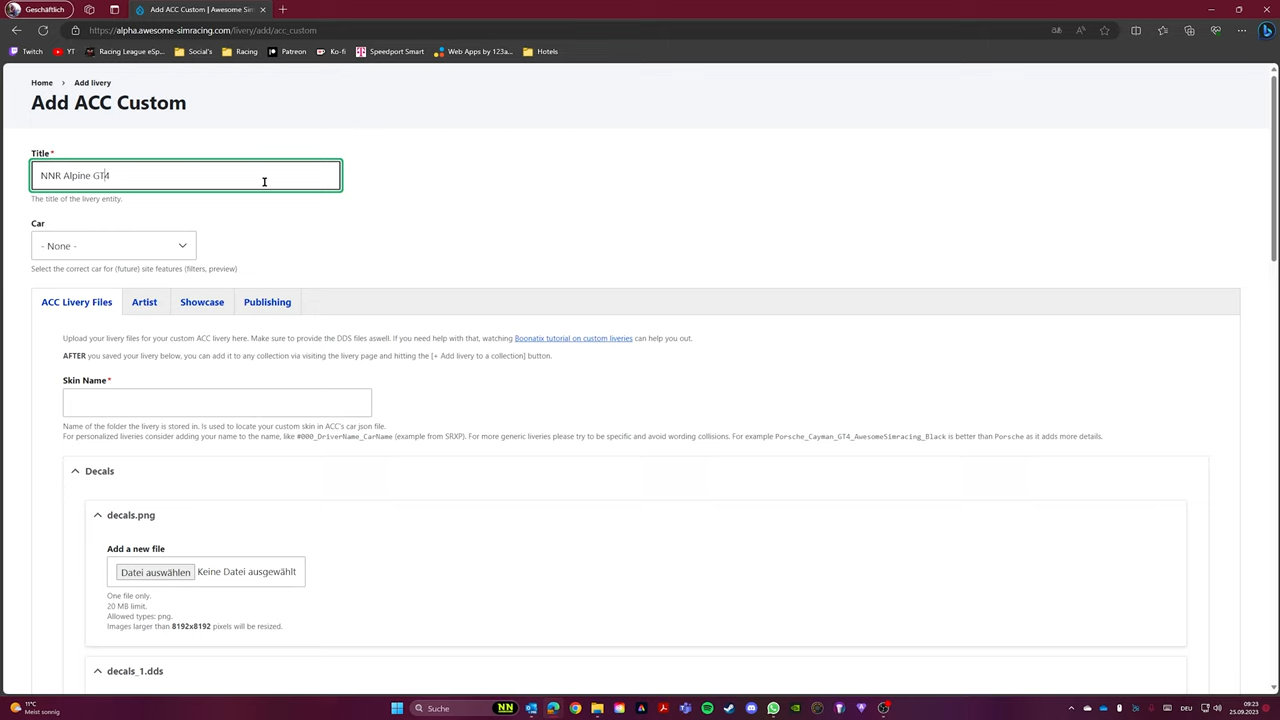 Geschäftlich
Add ACC Custom | Awesome Sim
https://alpha.awesome-simracing.com/livery/add/acc_custom
Twitch
YT
Racing League eSp...
Social's
Racing
Patreon
Ko-fi
Speedport Smart
Web Apps by 123a...
Hotels
Home > Add livery
Add ACC Custom
Title*
NNR Alpine GT4
The title of the livery entity.
Car
- None -
Select the correct car for (future) site features (filters, preview)
ACC Livery Files
Artist
Showcase
Publishing
Upload your livery files for your custom ACC livery here. Make sure to provide the DDS files aswell. If you need help with that, watching Boonatix tutorial on custom liveries can help you out.
AFTER you saved your livery below, you can add it to any collection via visiting the livery page and hitting the [+ Add livery to a collection] button.
Skin Name*
Name of the folder the livery is stored in. Is used to locate your custom skin in ACC's car json file.
For personalized liveries consider adding your name to the name, like #000_DriverName_CarName (example from SRXP). For more generic liveries please try to be specific and avoid wording collisions. For example Porsche_Cayman_GT4_AwesomeSimracing_Black is better than Porsche as it adds more details.
Decals
decals.png
Add a new file
Datei auswählen Keine Datei ausgewählt
One file only.
20 MB limit.
Allowed types: png.
Images larger than 8192x8192 pixels will be resized.
decals_1.dds
11°C
Meist sonnig
Suche
NN
DEU
09:23
25.09.2023